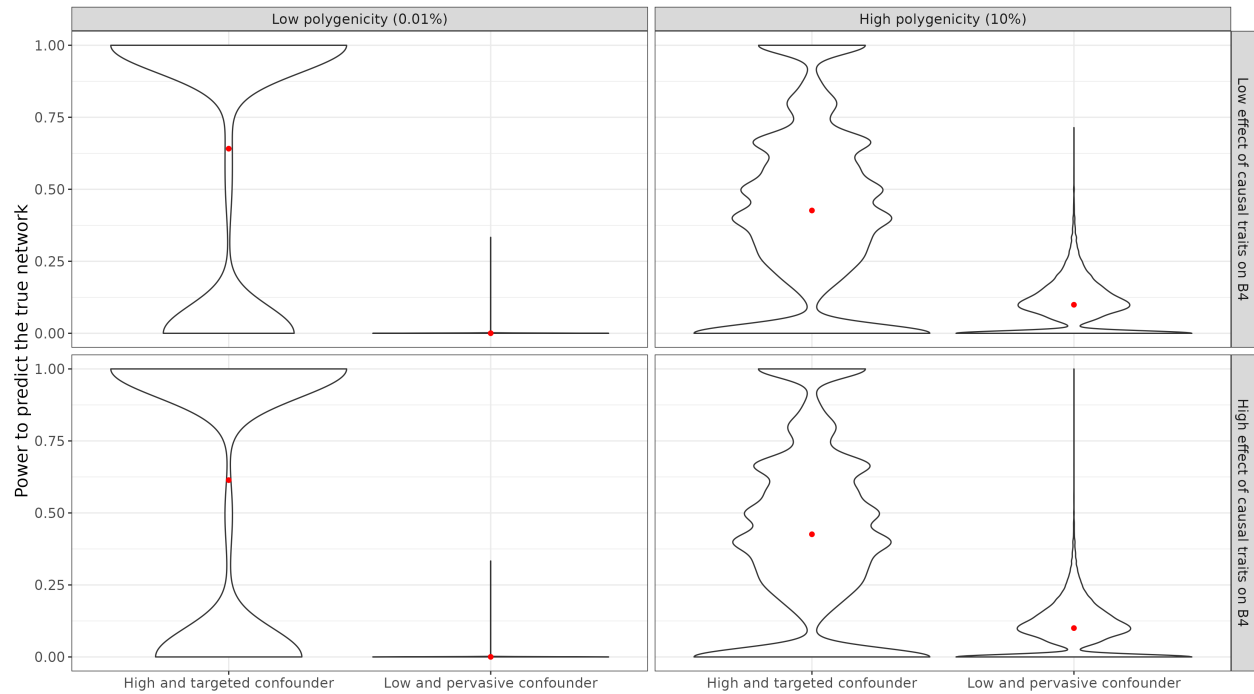 Low polygenicity (0.01%)
High polygenicity (10%)
Power to predict the true network
1.00
0.75
0.50
0.25
0.00
Low effect of causal traits on B4
1.00
0.75
0.50
0.25
0.00
High effect of causal traits on B4
High and targeted confounder
Low and pervasive confounder
High and targeted confounder
Low and pervasive confounder